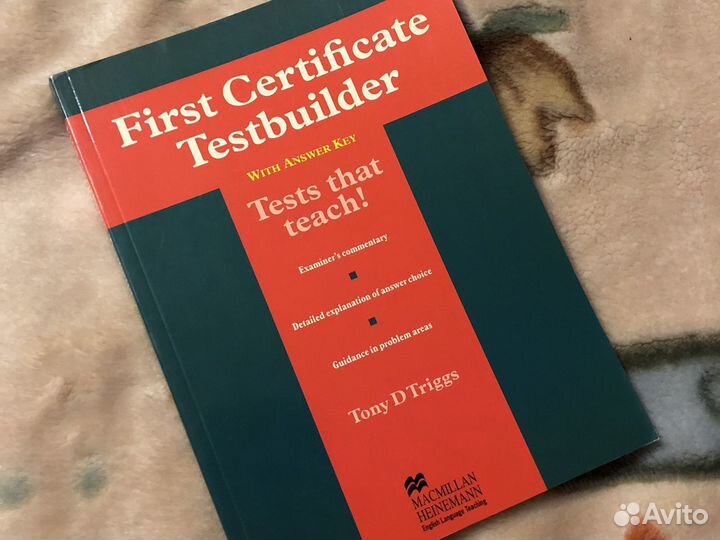 First Certificate
Testbuilder
WITH ANSWER KEY
Tests that
teach!
Examiner's commentary
Detailed explanation of answer choice
Guidance in problem areas
Tony D Triggs
MACMILLAN
HEINEMANN
English Language Teaching
Avito